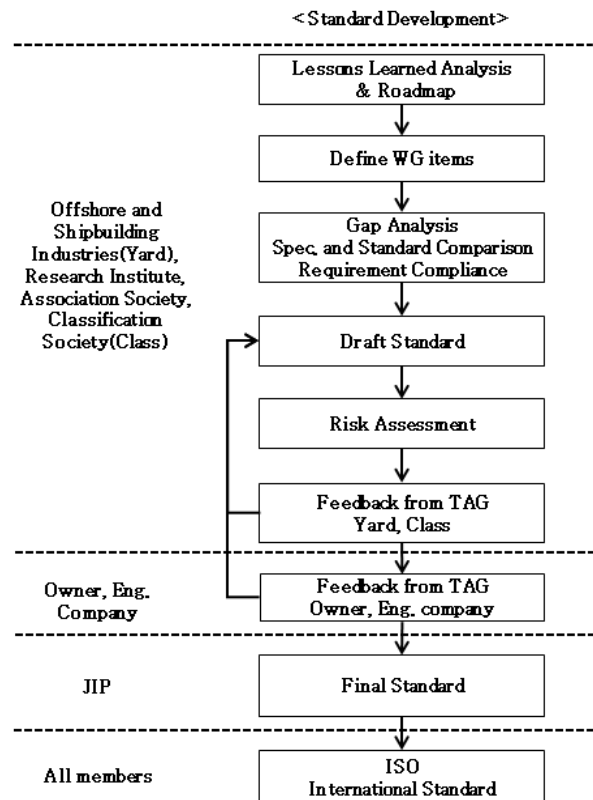 <Standard Development>
Lessons Learned Analysis
& Roadmap
Define WG items
Offshore and
Shipbuilding
Industries(Yard),
Research Institute,
Association Society,
Classification
Society(Class)
Gap Analysis
Spec. and Standard Comparison
Requirement Compliance
Draft Standard
Risk Assessment
Feedback from TAG
Yard, Class
Owner, Eng.
Company
Feedback from TAG
Owner, Eng. company
JIP
Final Standard
All members
ISO
International Standard